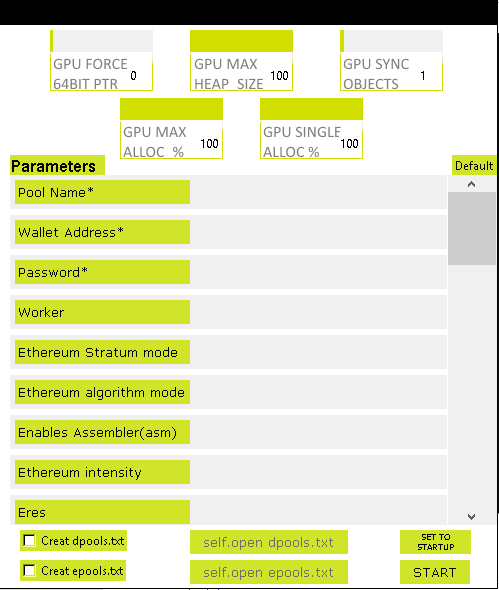 GPU FORCE
64BIT PTR 0
GPU MAX
HEAP_SIZE 100
GPU SYNC
OBJECTS 1
GPU MAX
ALLOC_% 100
GPU SINGLE
ALLOC % 100
Parameters
Default
Pool Name*
Wallet Address*
Password*
Worker
Ethereum Stratum mode
Ethereum algorithm mode
Enables Assembler(asm)
Ethereum intensity
Eres
Creat dpools.txt
self.open dpools.txt
SET TO
STARTUP
Creat epools.txt
self.open epools.txt
START